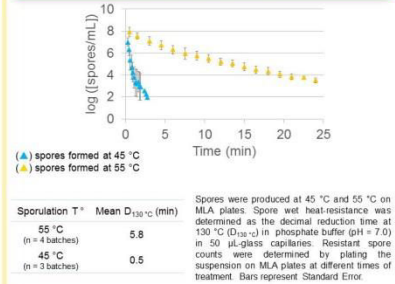 10
8
6
4
2
0
log ([spores/mL])
0 5 10 15 20 25
Time (min)
(▲) spores formed at 45 °C
(▲) spores formed at 55 °C
Sporulation T° Mean D130 °C (min)
55 °C
(n = 4 batches) 5.8
45 °C
(n = 3 batches) 0.5
Spores were produced at 45 °C and 55 °C on
MLA plates. Spore wet heat-resistance was
determined as the decimal reduction time at
130 °C (D130 °C) in phosphate buffer (pH = 7.0)
in 50 µL-glass capillaries. Resistant spore
counts were determined by plating the
suspension on MLA plates at different times of
treatment. Bars represent Standard Error.